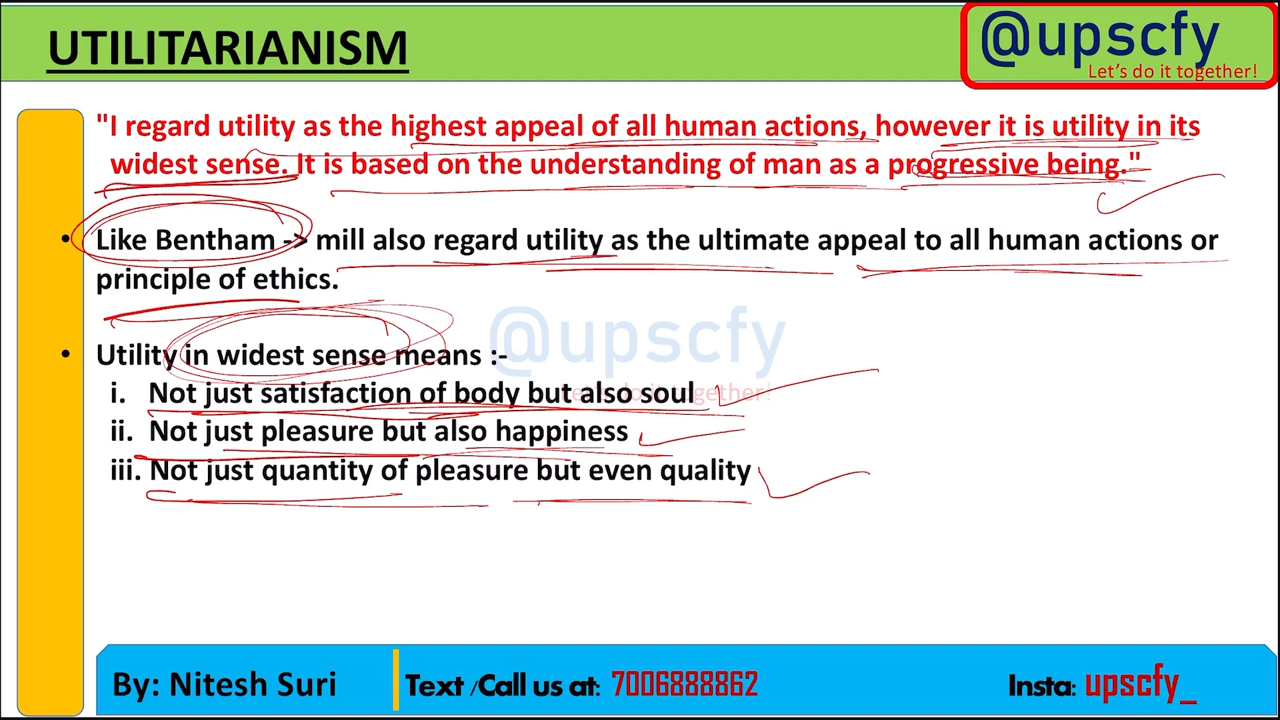 UTILITARIANISM
@upscfy
Let's do it together!
"I regard utility as the highest appeal of all human actions, however it is utility in its
widest sense. It is based on the understanding of man as a progressive being."
• Like Bentham -> mill also regard utility as the ultimate appeal to all human actions or
principle of ethics.
@upscfy
• Utility in widest sense means :-
i. Not just satisfaction of body but also soul
Let's do it together!
ii. Not just pleasure but also happiness
iii. Not just quantity of pleasure but even quality
By: Nitesh Suri
Text /Call us at: 7006888862
Insta: upscfy_